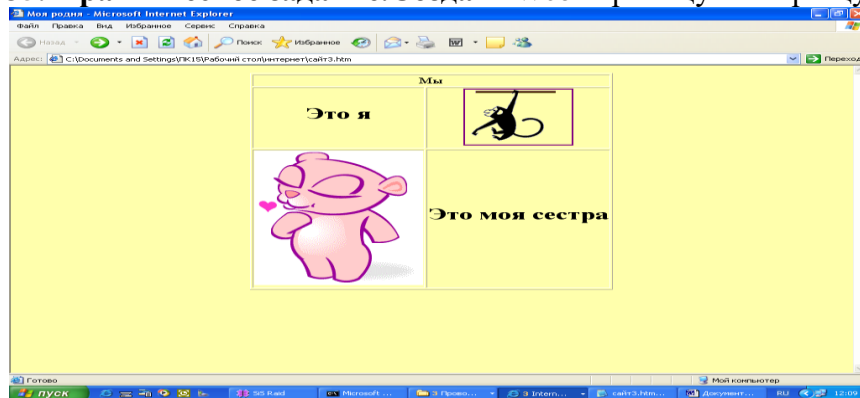 Моя родня - Microsoft Internet Explorer
Файл Правка Вид Избранное Сервис Справка
Назад Поиск Избранное
Адрес: C:\Documents and Settings\ПК15\Рабочий стол\интернет\сайт3.htm Переход
Мы
Это я
Это моя сестра
Готово Мой компьютер
пуск SiS Raid Microsoft ... 3 Прово... 3 Intern... сайт3.htm... Документ... RU 12:09